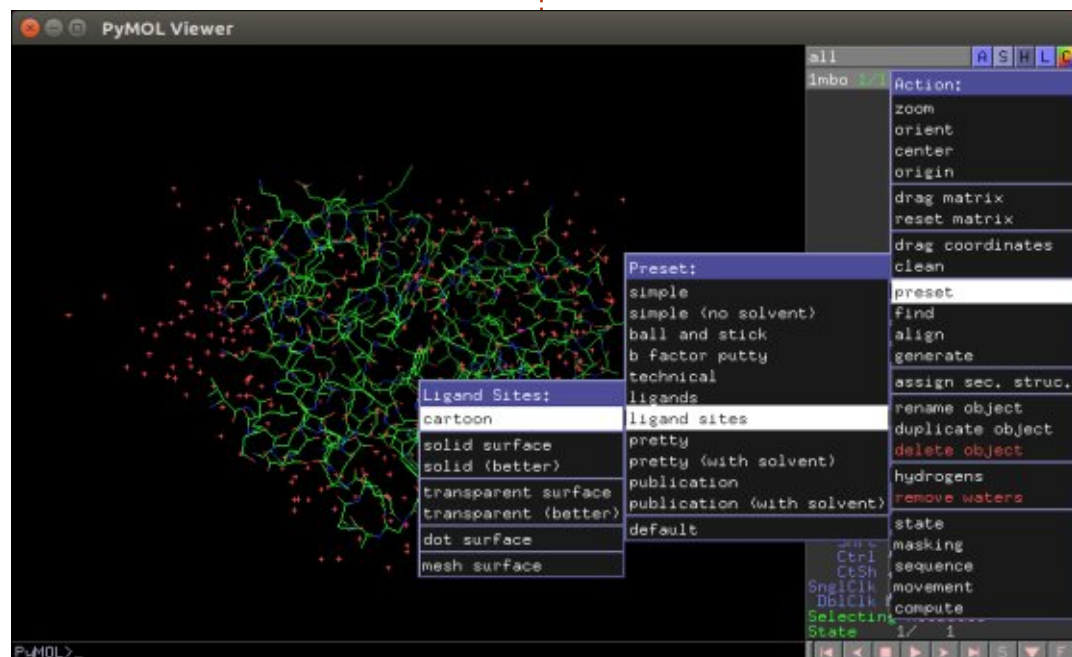 PyMOL Viewer
all A S H L C
1mbo 1/1
Action:
zoom
orient
center
origin
drag matrix
reset matrix
drag coordinates
clean
preset
find
align
generate
assign sec. struc.
rename object
duplicate object
delete object
hydrogens
remove waters
state
masking
sequence
movement
compute
Preset:
simple
simple (no solvent)
ball and stick
b factor putty
technical
ligands
ligand sites
pretty
pretty (with solvent)
publication
publication (with solvent)
default
Ligand Sites:
cartoon
solid surface
solid (better)
transparent surface
transparent (better)
dot surface
mesh surface
Ctrl
CtSh
SnglClk
DblClk
Selecting
State 1/ 1
S F
PyMOL>_